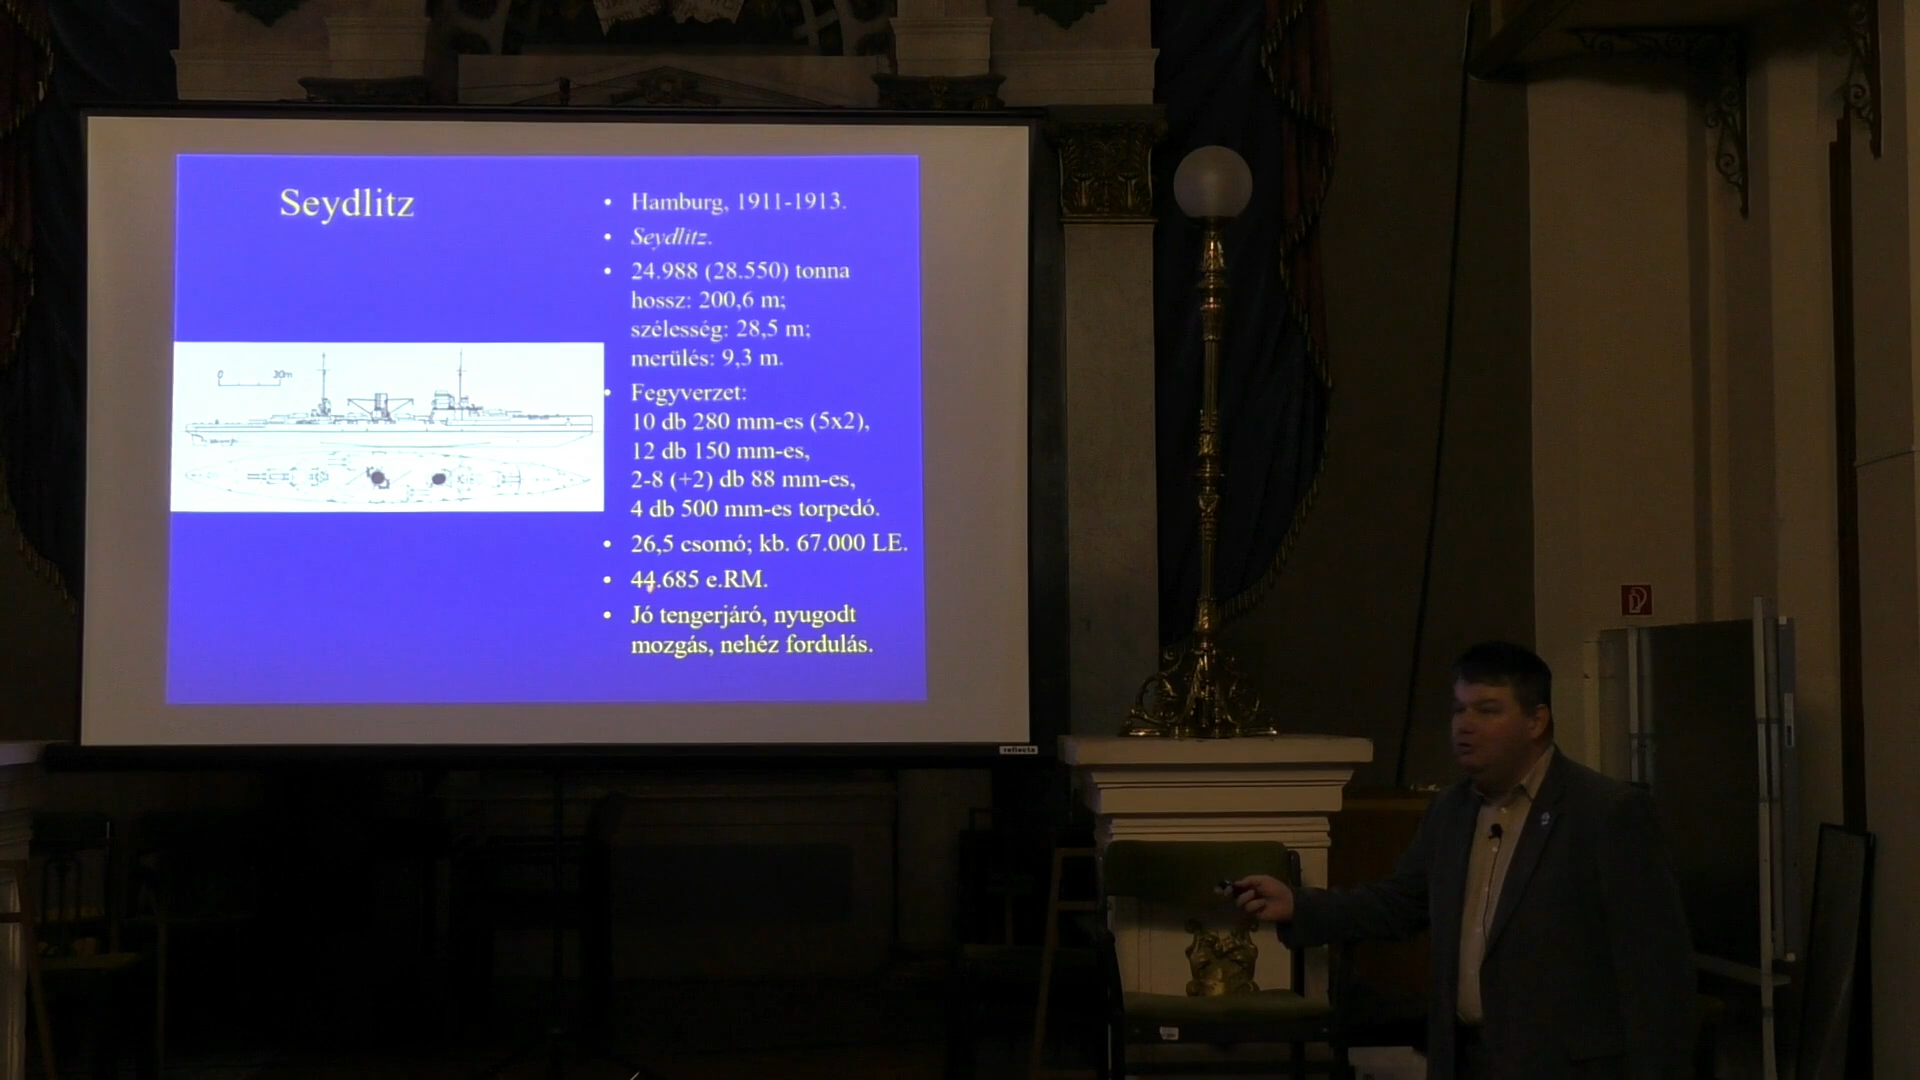 Seydlitz
• Hamburg, 1911-1913.
• Seydlitz.
• 24.988 (28.550) tonna
hossz: 200,6 m;
szélesség: 28,5 m;
merülés: 9,3 m.
• Fegyverzet:
10 db 280 mm-es (5x2),
12 db 150 mm-es,
2-8 (+2) db 88 mm-es,
4 db 500 mm-es torpedó.
• 26,5 csomó; kb. 67.000 LE.
• 44.685 e.RM.
• Jó tengerjáró, nyugodt
mozgás, nehéz fordulás.
0 30m
reflecta